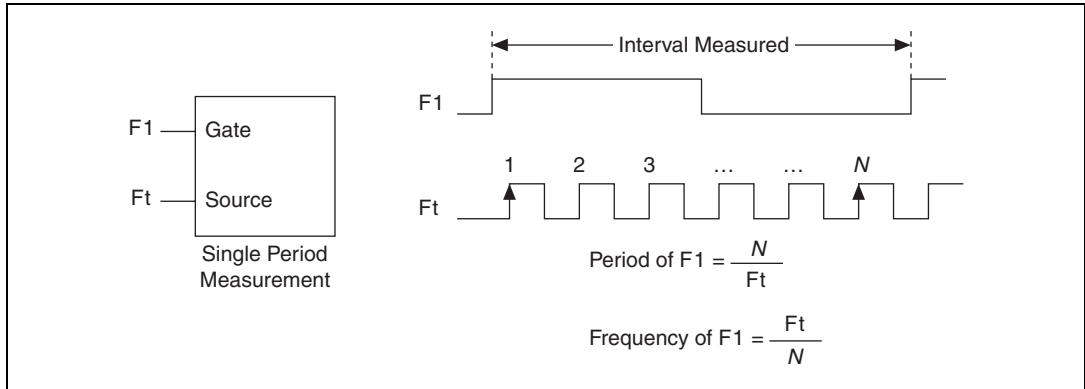 Interval Measured
F1
F1
Gate
1 2 3 … … N
Ft
Source
Ft
Single Period
Measurement
Period of F1 = N
Ft
Frequency of F1 = Ft
N